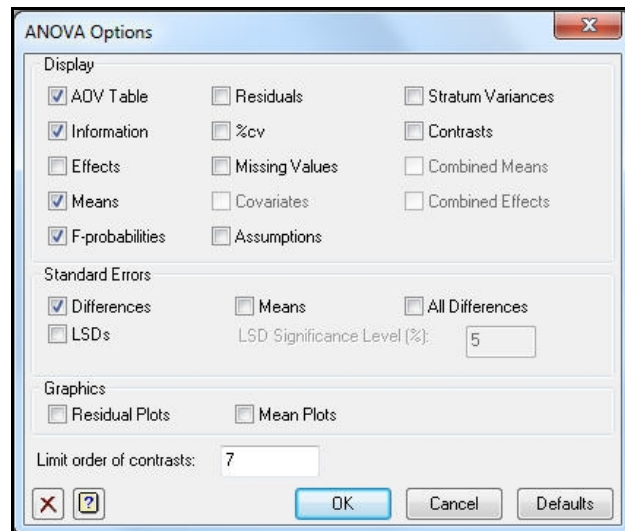 ANOVA Options
Display
AOV Table Residuals Stratum Variances
Information %cv Contrasts
Effects Missing Values Combined Means
Means Covariates Combined Effects
F-probabilities Assumptions
Standard Errors
Differences Means All Differences
LSDs LSD Significance Level (%): 5
Graphics
Residual Plots Mean Plots
Limit order of contrasts: 7
? OK Cancel Defaults